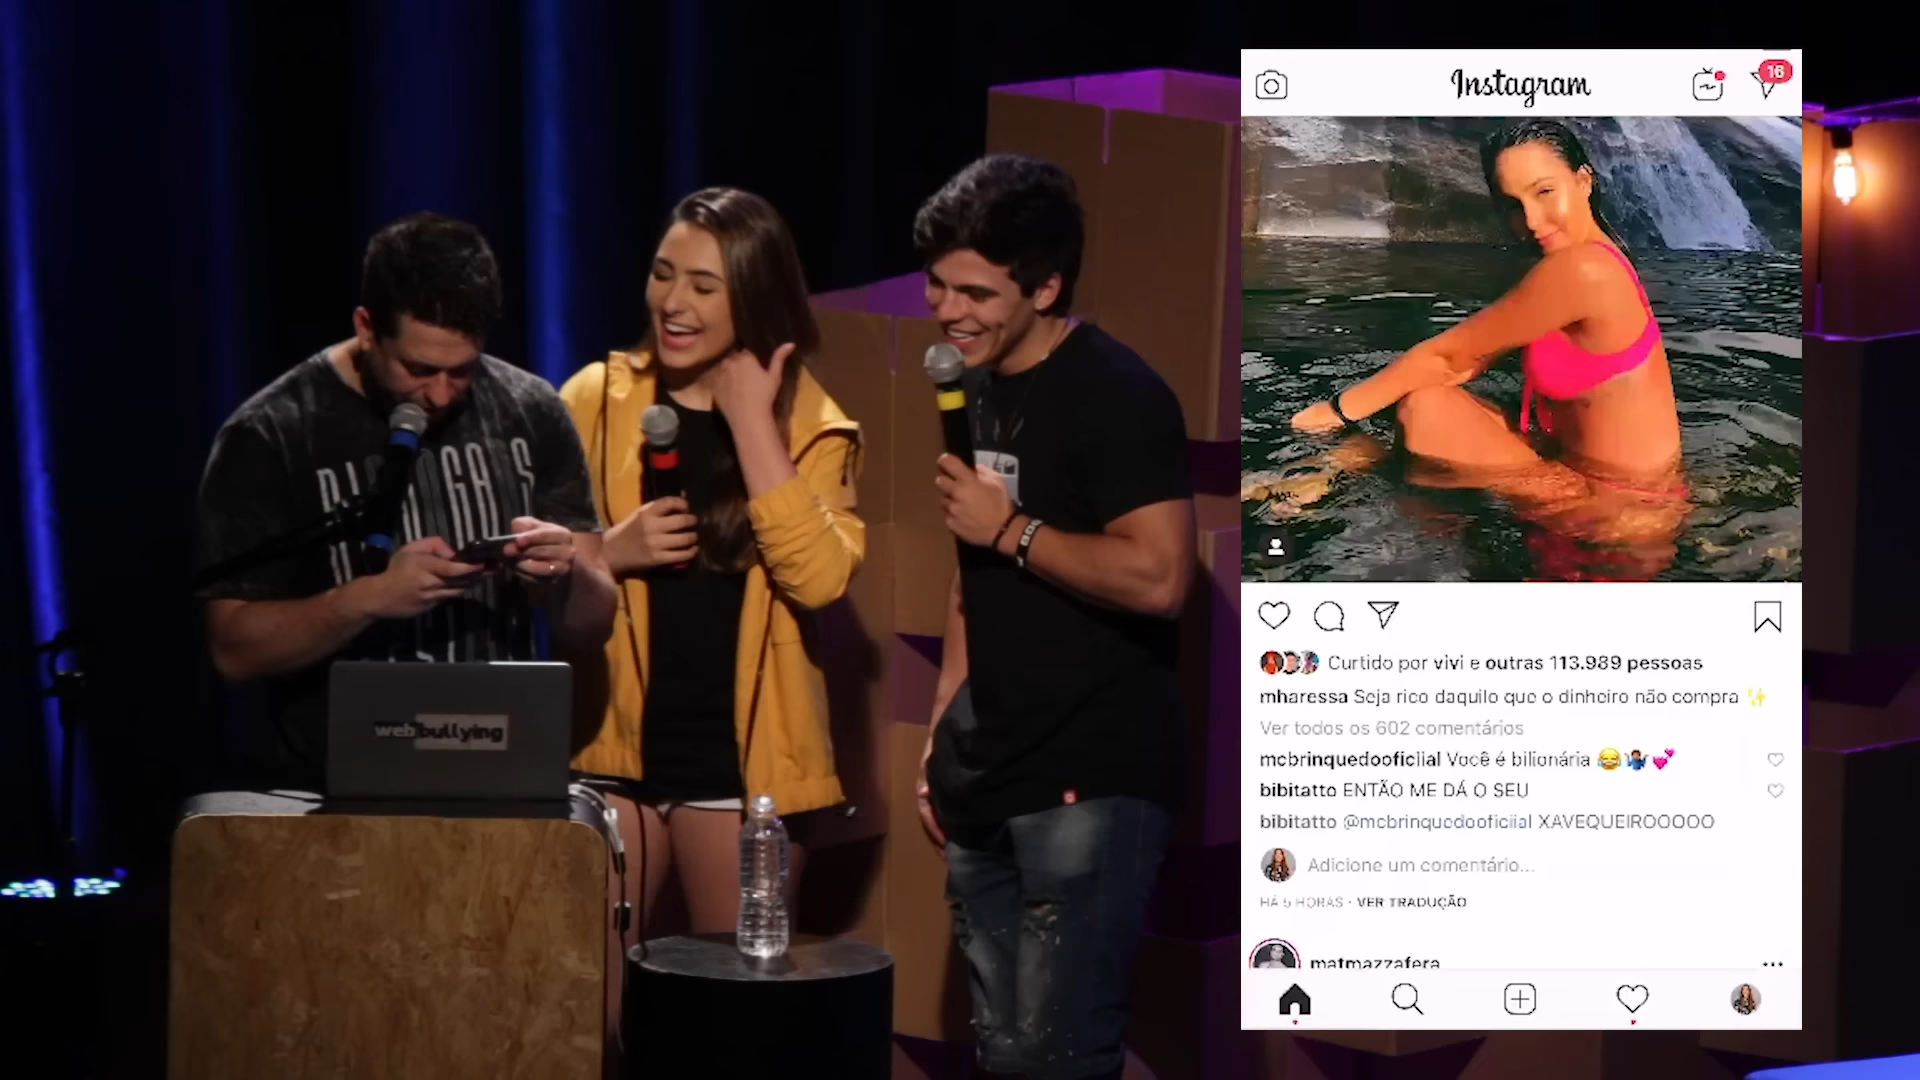 webbullying
Instagram
16
Curtido por vivi e outras 113.989 pessoas
mharessa Seja rico daquilo que o dinheiro não compra ✨
Ver todos os 602 comentários
mcbrinquedooficiial Você é bilionária 😂🤷🏾‍♂️💕
bibitatto ENTÃO ME DÁ O SEU
bibitatto @mcbrinquedooficiial XAVEQUEIROOOOO
Adicione um comentário...
HÁ 5 HORAS · VER TRADUÇÃO
matmazzafera